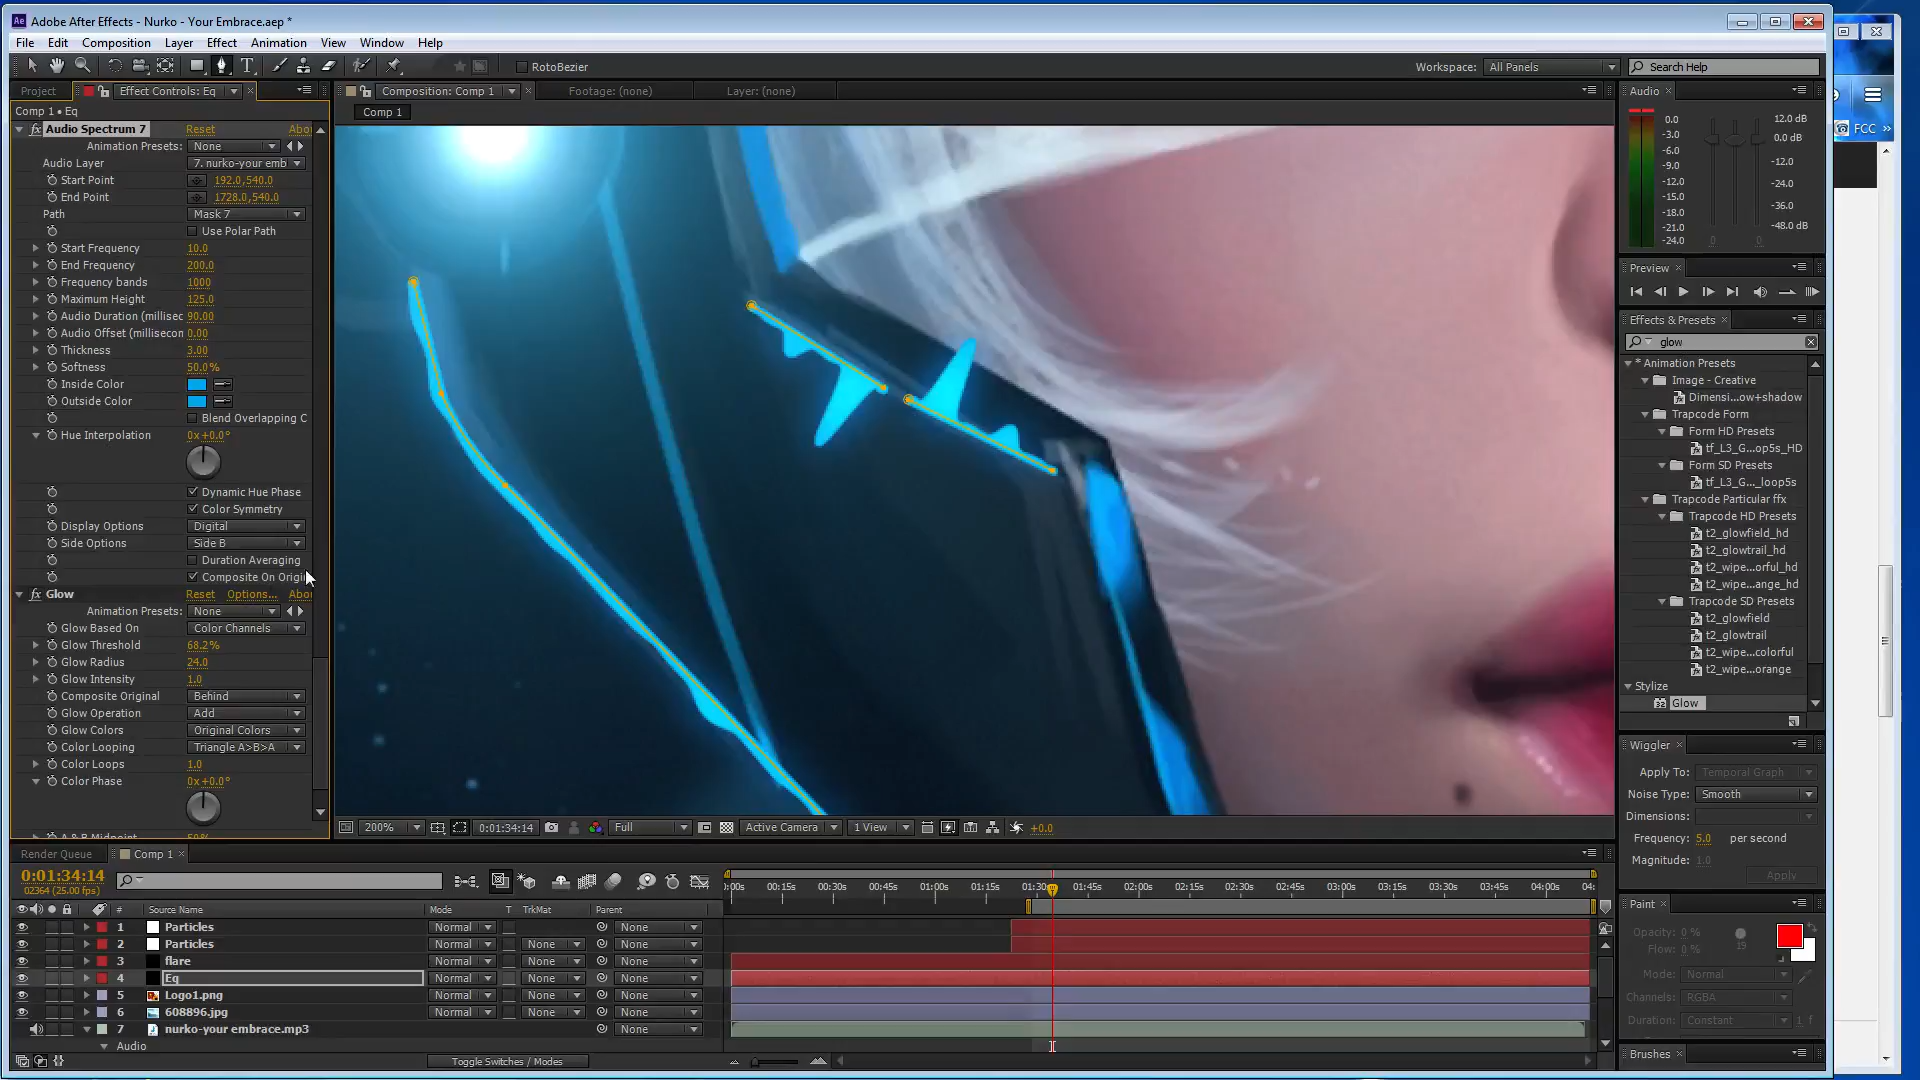 Adobe After Effects - Nurko - Your Embrace.aep *
File Edit Composition Layer Effect Animation View Window Help
RotoBezier
Workspace: All Panels
Search Help
Project
Effect Controls: Eq
Comp 1 • Eq
Audio Spectrum 7 Reset Abo
Animation Presets: None
Audio Layer 7. nurko-your emb
Start Point 192.0,540.0
End Point 1728.0,540.0
Path Mask 7
Use Polar Path
Start Frequency 10.0
End Frequency 200.0
Frequency bands 1000
Maximum Height 125.0
Audio Duration (millisec 90.00
Audio Offset (millisecon 0.00
Thickness 3.00
Softness 50.0%
Inside Color
Outside Color
Blend Overlapping C
Hue Interpolation 0x+0.0°
Dynamic Hue Phase
Color Symmetry
Display Options Digital
Side Options Side B
Duration Averaging
Composite On Origi
Glow Reset Options... Abo
Animation Presets: None
Glow Based On Color Channels
Glow Threshold 68.2%
Glow Radius 24.0
Glow Intensity 1.0
Composite Original Behind
Glow Operation Add
Glow Colors Original Colors
Color Looping Triangle A>B>A
Color Loops 1.0
Color Phase 0x+0.0°
A & B Midpoint 50%
Composition: Comp 1
Footage: (none)
Layer: (none)
Comp 1
200% 0:01:34:14 Full Active Camera 1 View +0.0
Audio
0.0
-3.0
-6.0
-9.0
-12.0
-15.0
-18.0
-21.0
-24.0
12.0 dB
0.0 dB
-12.0
-24.0
-36.0
-48.0 dB
0 0
Preview
Effects & Presets
glow
* Animation Presets
Image - Creative
Dimensi...ow+shadow
Trapcode Form
Form HD Presets
tf_L3_G...op5s_HD
Form SD Presets
tf_L3_G..._loop5s
Trapcode Particular ffx
Trapcode HD Presets
t2_glowfield_hd
t2_glowtrail_hd
t2_wipe...orful_hd
t2_wipe...ange_hd
Trapcode SD Presets
t2_glowfield
t2_glowtrail
t2_wipe...colorful
t2_wipe...orange
Stylize
32 Glow
Wiggler
Apply To: Temporal Graph
Noise Type: Smooth
Dimensions:
Frequency: 5.0 per second
Magnitude: 1.0
Apply
Paint
Opacity: 0 %
Flow: 0 %
19
Mode: Normal
Channels: RGBA
Duration: Constant 1 f
Brushes
FCC »
Render Queue
Comp 1
0:01:34:14
02364 (25.00 fps)
:00s 00:15s 00:30s 00:45s 01:00s 01:15s 01:30s 01:45s 02:00s 02:15s 02:30s 02:45s 03:00s 03:15s 03:30s 03:45s 04:00s 04:
# Source Name Mode T TrkMat Parent
1 Particles Normal None
2 Particles Normal None None
3 flare Normal None None
4 Eq Normal None None
5 Logo1.png Normal None None
6 608896.jpg Normal None None
7 nurko-your embrace.mp3 None
Audio
Toggle Switches / Modes